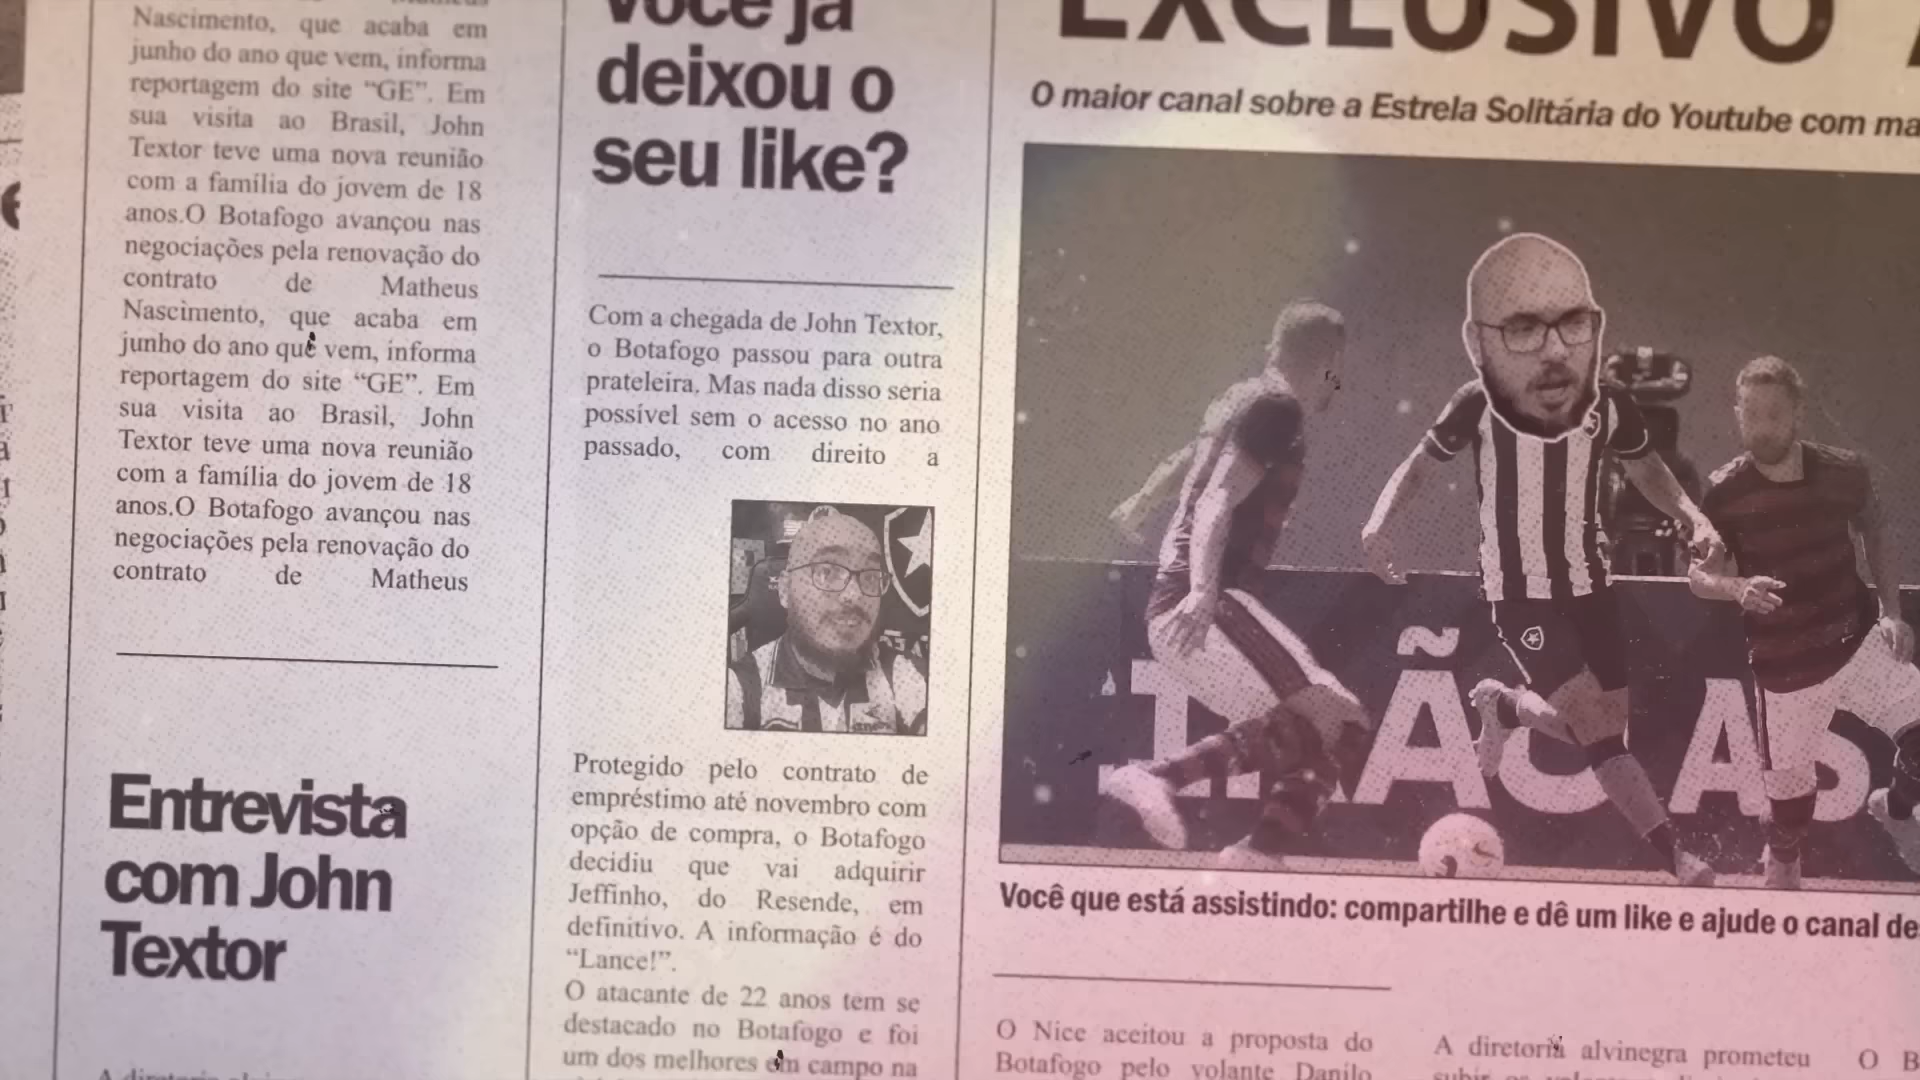 Nascimento, que acaba em
junho do ano que vem, informa
reportagem do site “GE”. Em
sua visita ao Brasil, John
Textor teve uma nova reunião
com a família do jovem de 18
anos.O Botafogo avançou nas
negociações pela renovação do
contrato de Matheus
Nascimento, que acaba em
junho do ano que vem, informa
reportagem do site “GE”. Em
sua visita ao Brasil, John
Textor teve uma nova reunião
com a família do jovem de 18
anos.O Botafogo avançou nas
negociações pela renovação do
contrato de Matheus
Entrevista
com John
Textor
você já
deixou o
seu like?
Com a chegada de John Textor,
o Botafogo passou para outra
prateleira. Mas nada disso seria
possível sem o acesso no ano
passado, com direito a
Protegido pelo contrato de
empréstimo até novembro com
opção de compra, o Botafogo
decidiu que vai adquirir
Jeffinho, do Resende, em
definitivo. A informação é do
“Lance!”.
O atacante de 22 anos tem se
destacado no Botafogo e foi
um dos melhores em campo na
EXCLUSIVO
O maior canal sobre a Estrela Solitária do Youtube com ma
ÃO AS
Você que está assistindo: compartilhe e dê um like e ajude o canal de
O Nice aceitou a proposta do
Botafogo pelo volante Danilo
A diretoria alvinegra prometeu
O B